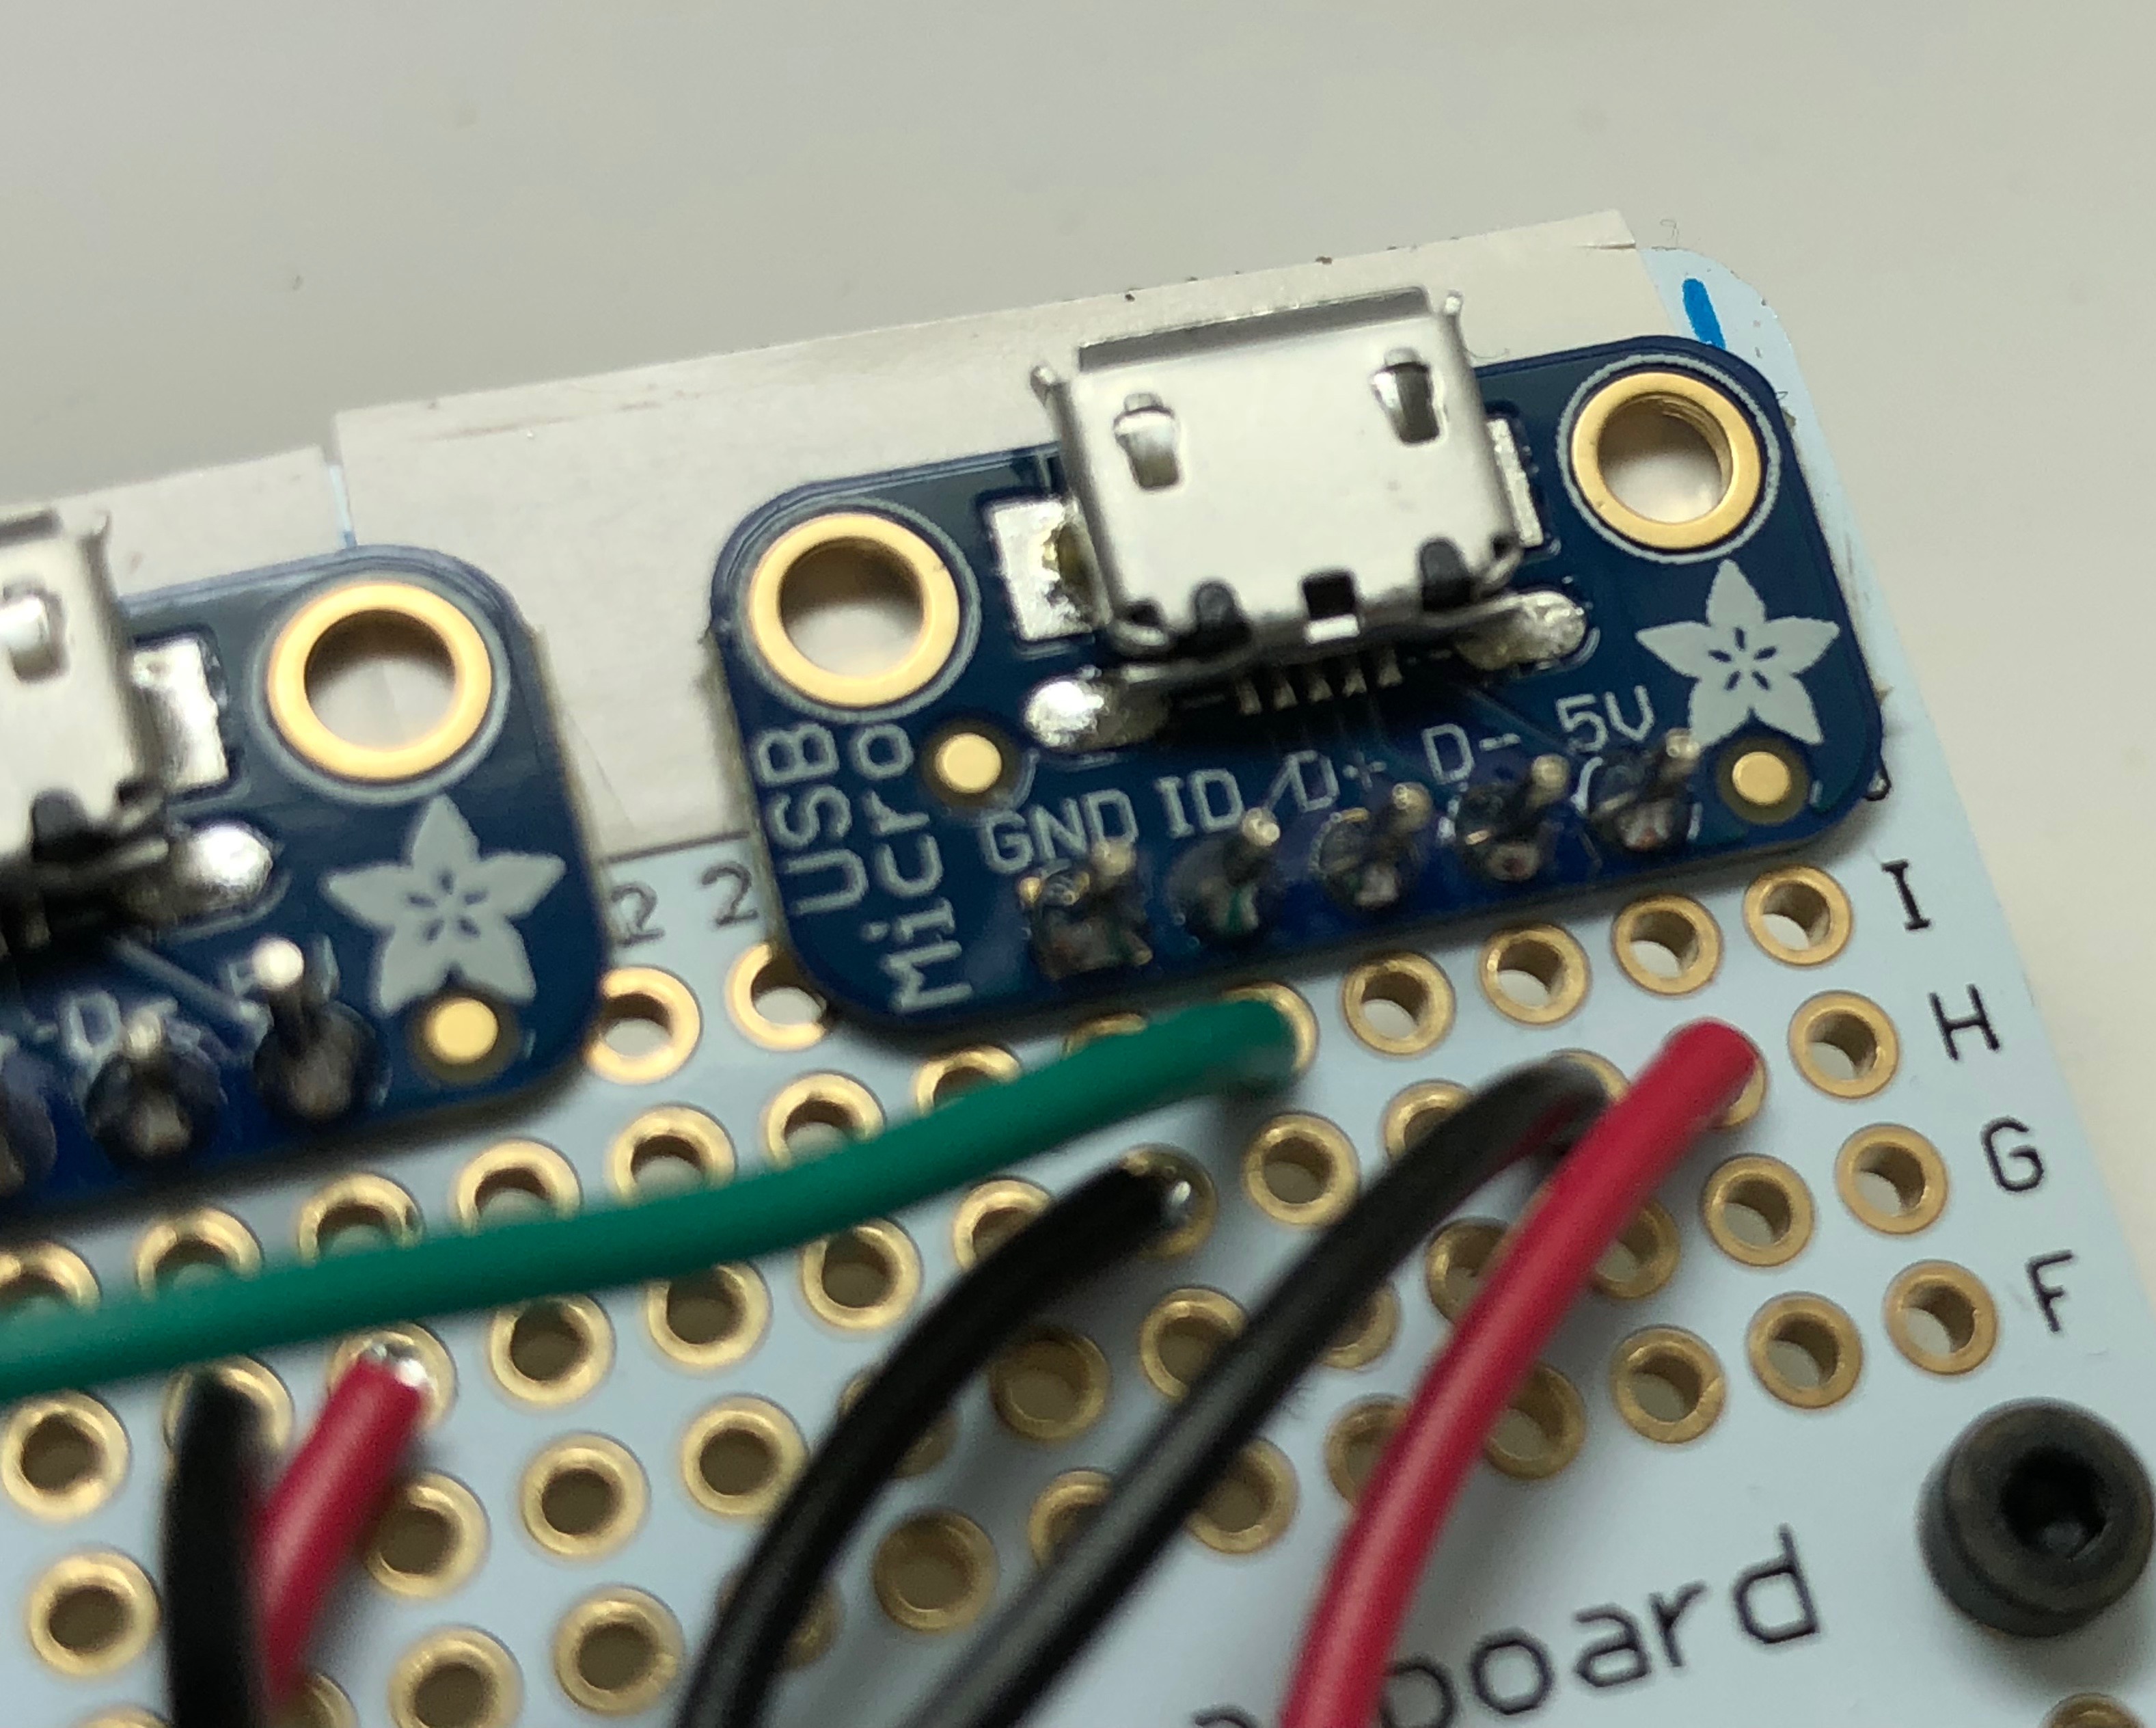 USB
Micro
GND ID D+ D- 5V
D-
2
I
H
G
F
board